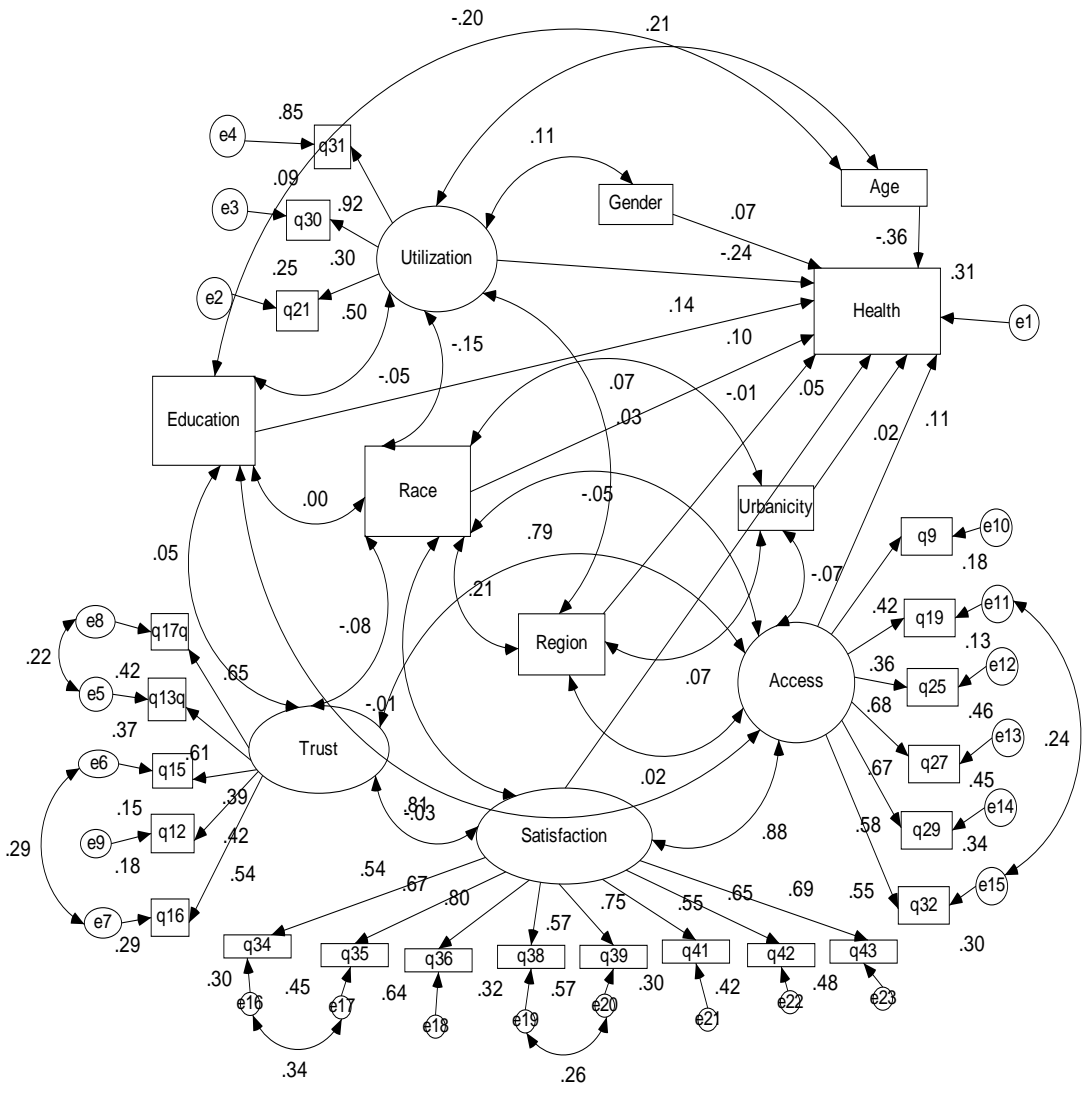 -.20
.21
.85
e4
q31
.11
.09
e3
.92
q30
Gender
Age
.07
-.36
.30
Utilization
-.24
.25
.31
e2
q21
.50
.14
Health
e1
-.15
.10
-.05
.07
-.01
.05
Education
.03
.02
.11
Race
.00
-.05
Urbanicity
q9
e10
.05
.79
.18
-.07
.21
e11
.42
q19
e8
q17q
-.08
Region
.13
.22
.36
e12
.42
.65
.07
Access
q25
e5
q13q
-.01
.68
.46
.37
e13
.24
Trust
.61
q27
e6
q15
.02
.67
.45
.39
.15
.81
-.03
e14
q12
.42
Satisfaction
.88
.58
q29
e9
.34
.29
.18
.54
.54
.67
.80
.75
.55
.65
.69
.55
e15
e7
q16
.57
q32
.29
q34
q35
q36
q38
q39
q41
q42
q43
.30
.30
.45
.64
.32
.57
.30
.42
.48
e16
e17
e18
e19
e20
e21
e22
e23
.34
.26